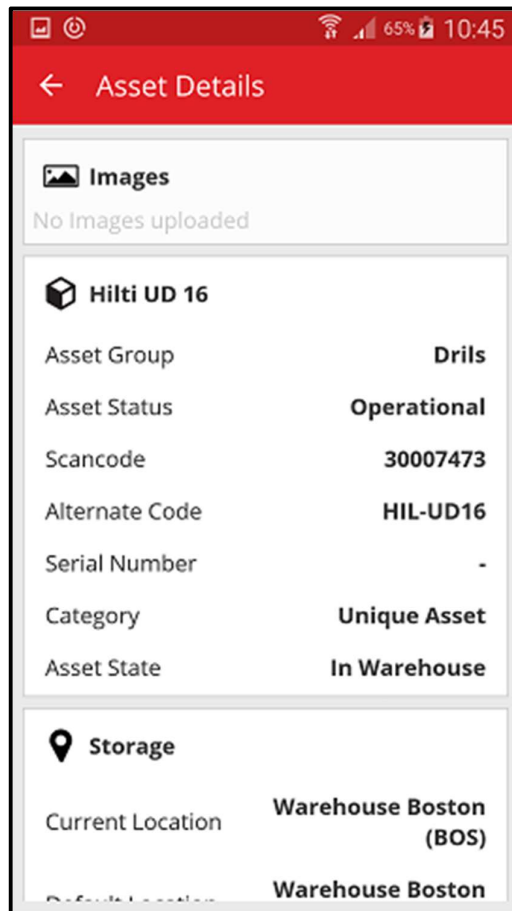 65% 10:45
Asset Details
Images
No Images uploaded
Hilti UD 16
Asset Group Drils
Asset Status Operational
Scancode 30007473
Alternate Code HIL-UD16
Serial Number -
Category Unique Asset
Asset State In Warehouse
Storage
Current Location Warehouse Boston
(BOS)
Default Location Warehouse Boston